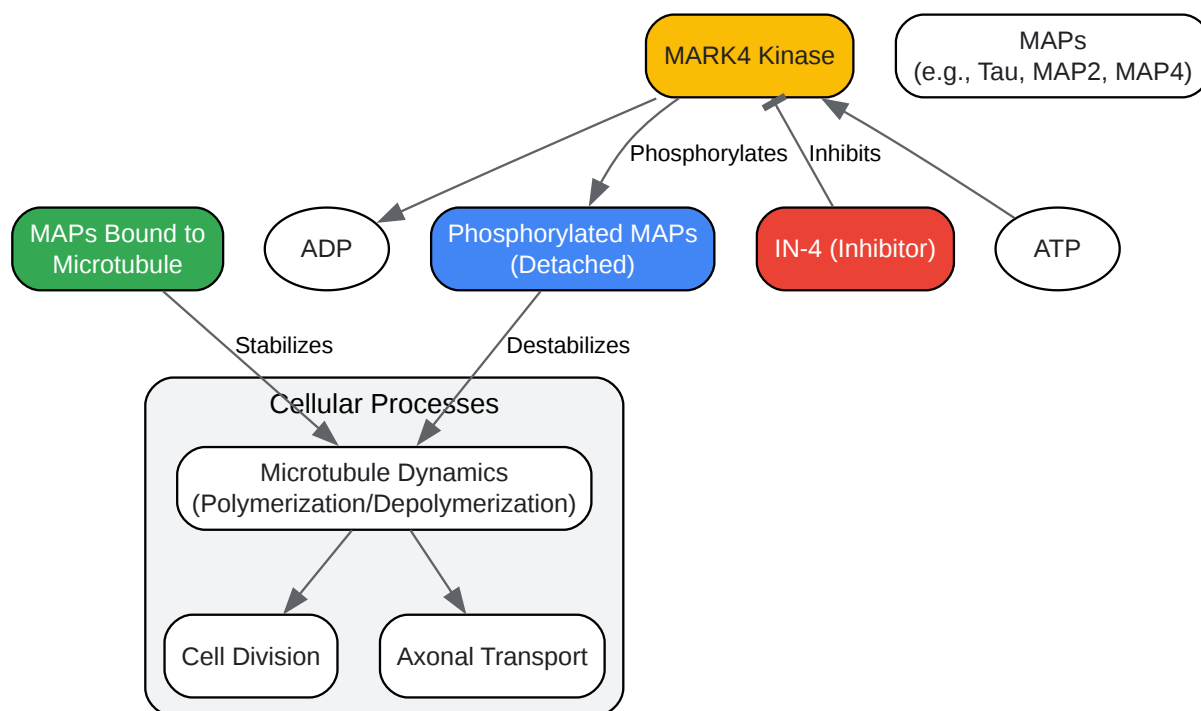 MARK4 Kinase
MAPs
(e.g., Tau, MAP2, MAP4)
Phosphorylates
Inhibits
MAPs Bound to
Microtubule
ADP
Phosphorylated MAPs
(Detached)
IN-4 (Inhibitor)
ATP
Stabilizes
Destabilizes
Cellular Processes
Microtubule Dynamics
(Polymerization/Depolymerization)
Cell Division
Axonal Transport